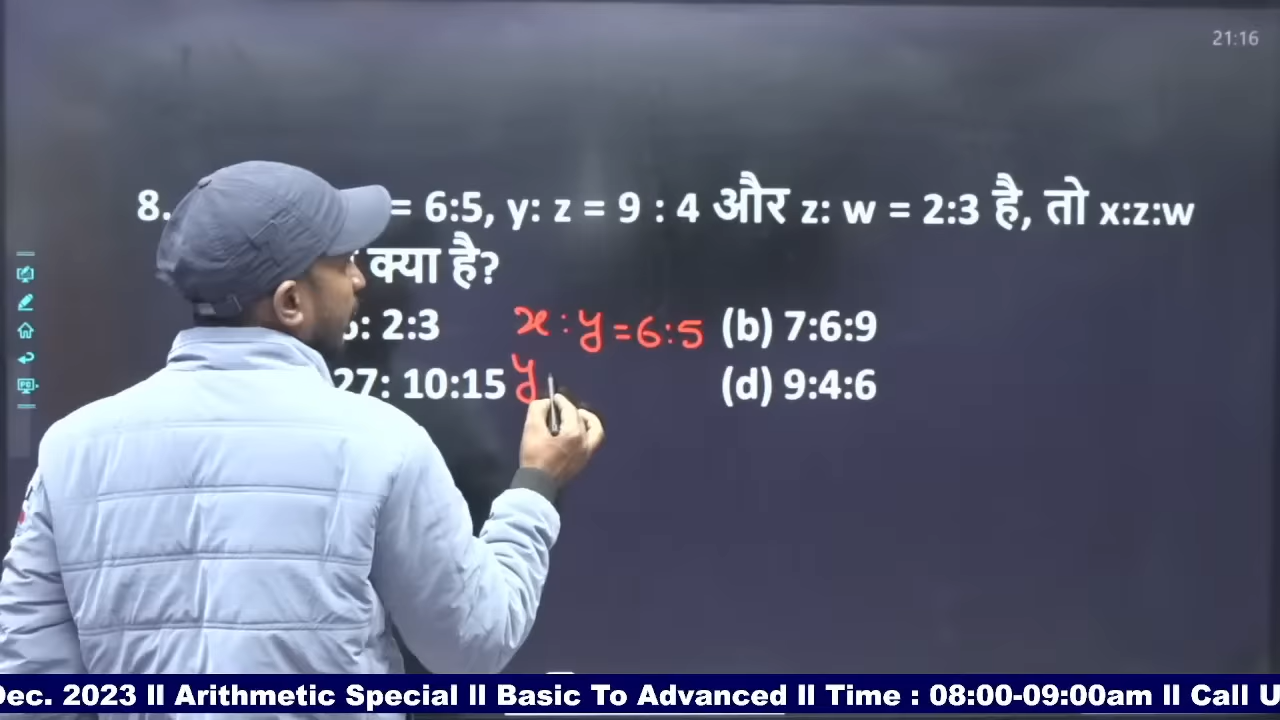 21:16
8. = 6:5, y: z = 9 : 4 और z: w = 2:3 है, तो x:z:w
क्या है?
: 2:3 x:y=6:5 (b) 7:6:9
27: 10:15 y (d) 9:4:6
Dec. 2023 II Arithmetic Special II Basic To Advanced II Time : 08:00-09:00am II Call U